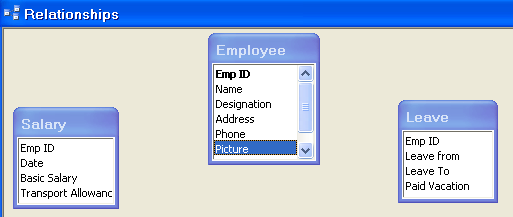 Relationships
Employee
Emp ID
Name
Designation
Address
Phone
Picture
Salary
Emp ID
Date
Basic Salary
Transport Allowanc
Leave
Emp ID
Leave from
Leave To
Paid Vacation